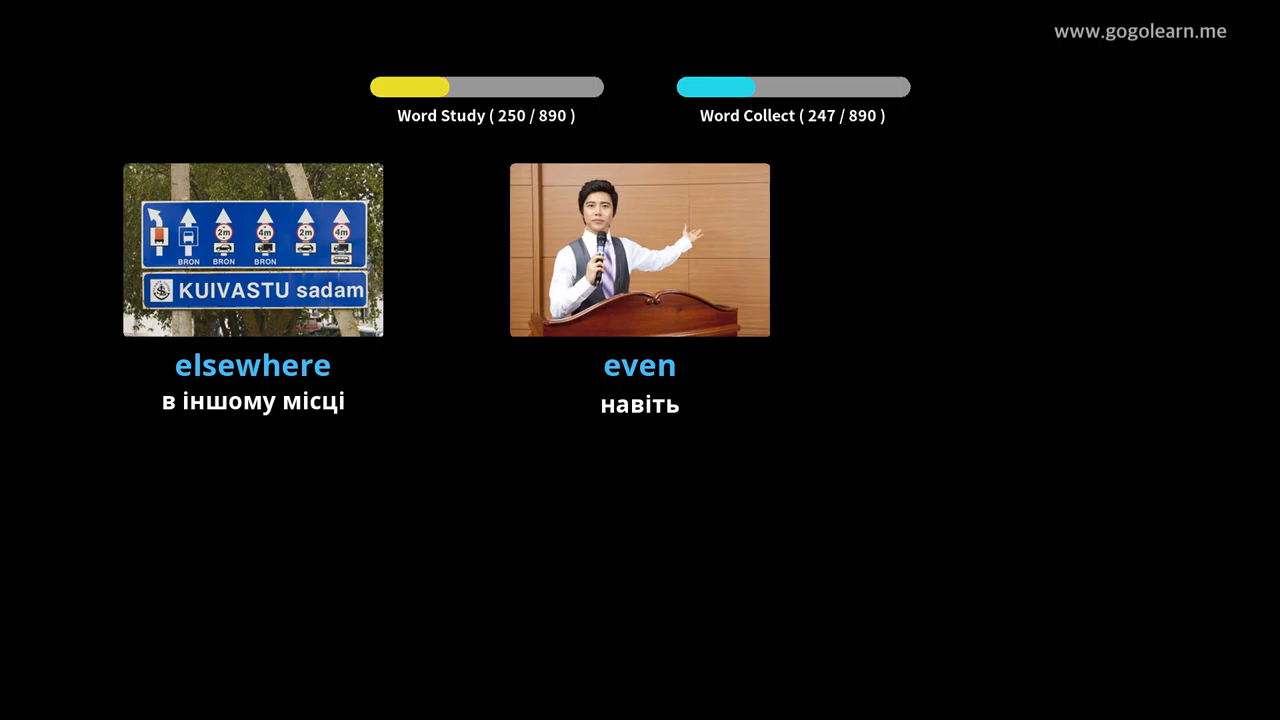 www.gogolearn.me
Word Study ( 250 / 890 )
Word Collect ( 247 / 890 )
2m
4m
2m
4m
BRON
BRON
BRON
KUIVASTU sadam
elsewhere
в іншому місці
even
навіть